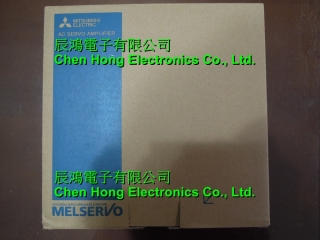 MITSUBISHI
ELECTRIC
AC SERVO AMPLIFIER
辰鴻電子有限公司
Chen Hong Electronics Co., Ltd.
辰鴻電子有限公司
Chen Hong Electronics Co., Ltd.
MELSERVO